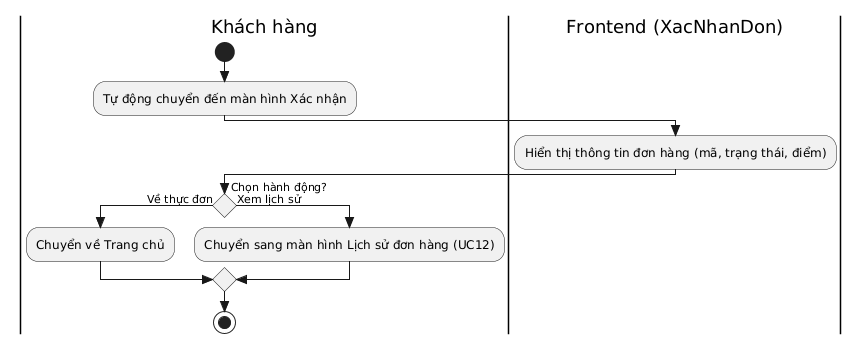 Khách hàng
Frontend (XacNhanDon)
Tự động chuyển đến màn hình Xác nhận
Hiển thị thông tin đơn hàng (mã, trạng thái, điểm)
Chọn hành động?
Về thực đơn
Xem lịch sử
Chuyển về Trang chủ
Chuyển sang màn hình Lịch sử đơn hàng (UC12)